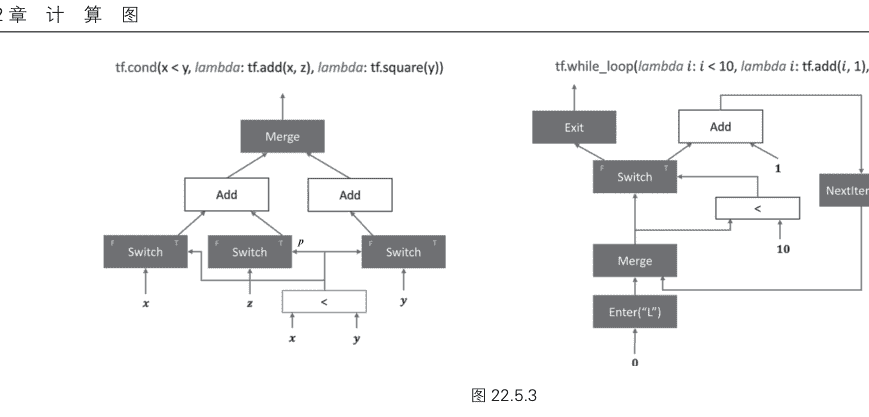 2章 计 算 图
tf.cond(x < y, lambda: tf.add(x, z), lambda: tf.square(y))
Merge
Add
Add
F
T
Switch
F
T
Switch
p
F
T
Switch
x
z
<
y
x
y
tf.while_loop(lambda i: i < 10, lambda i: tf.add(i, 1),
Exit
Add
F
T
Switch
1
NextIter
<
10
Merge
Enter("L")
0
图 22.5.3